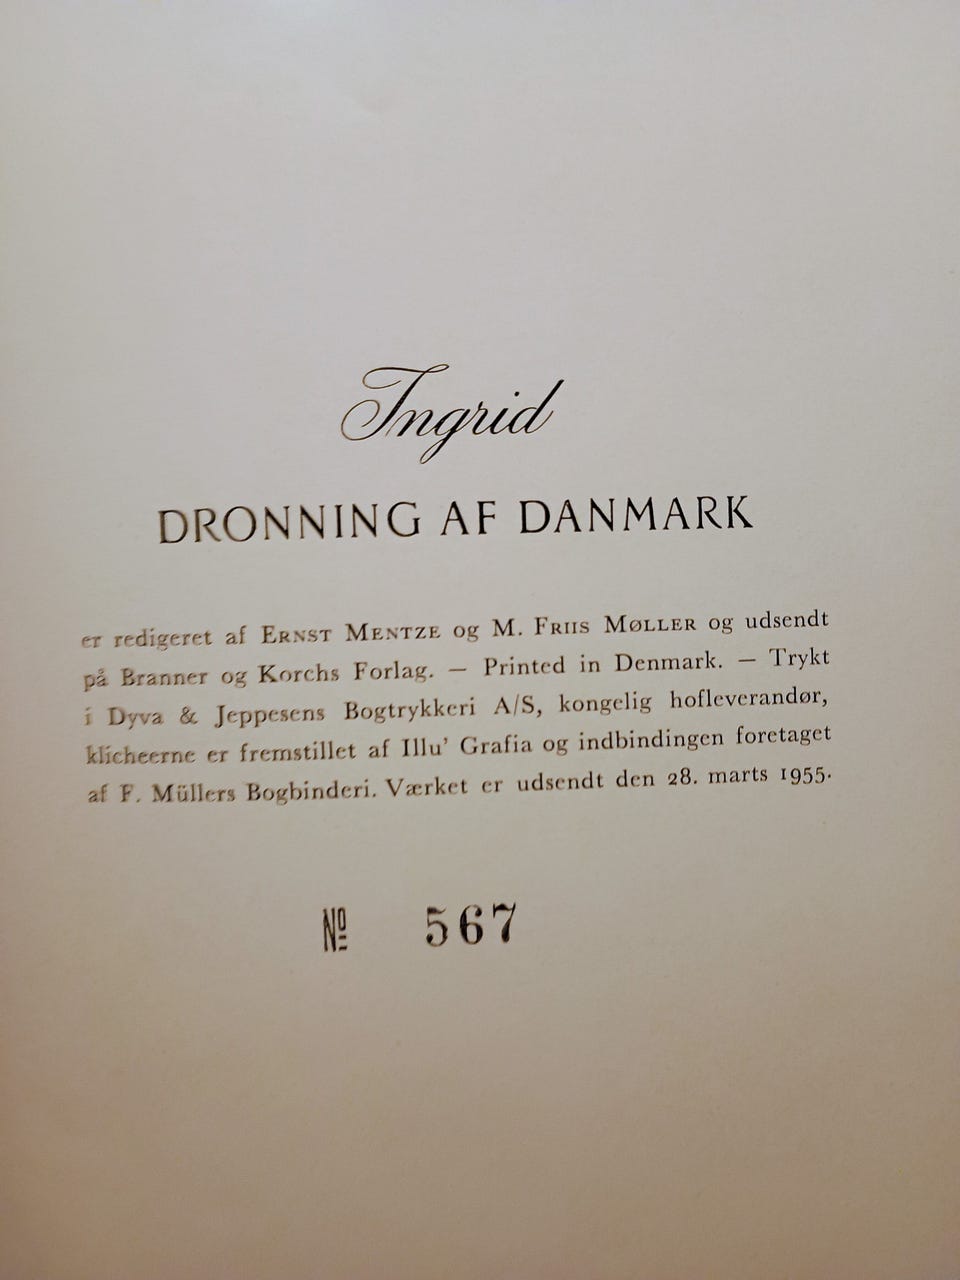 Ingrid
DRONNING AF DANMARK
er redigeret af ERNST MENTZE og M. FRIIS MØLLER og udsendt
på Branner og Korchs Forlag. — Printed in Denmark. — Trykt
i Dyva & Jeppesens Bogtrykkeri A/S, kongelig hofleverandør,
klicheerne er fremstillet af Illu' Grafia og indbindingen foretaget
af F. Müllers Bogbinderi. Værket er udsendt den 28. marts 1955.
№ 567